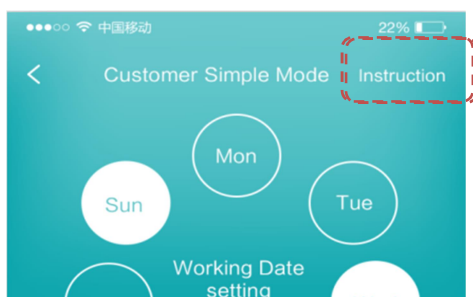 中国移动 22%
Customer Simple Mode Instruction
Mon
Sun
Tue
Working Date
setting